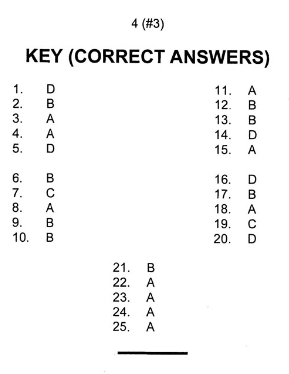 4 (#3)
KEY (CORRECT ANSWERS)
1. D
2. B
3. A
4. A
5. D
6. B
7. C
8. A
9. B
10. B
11. A
12. B
13. B
14. D
15. A
16. D
17. B
18. A
19. C
20. D
21. B
22. A
23. A
24. A
25. A